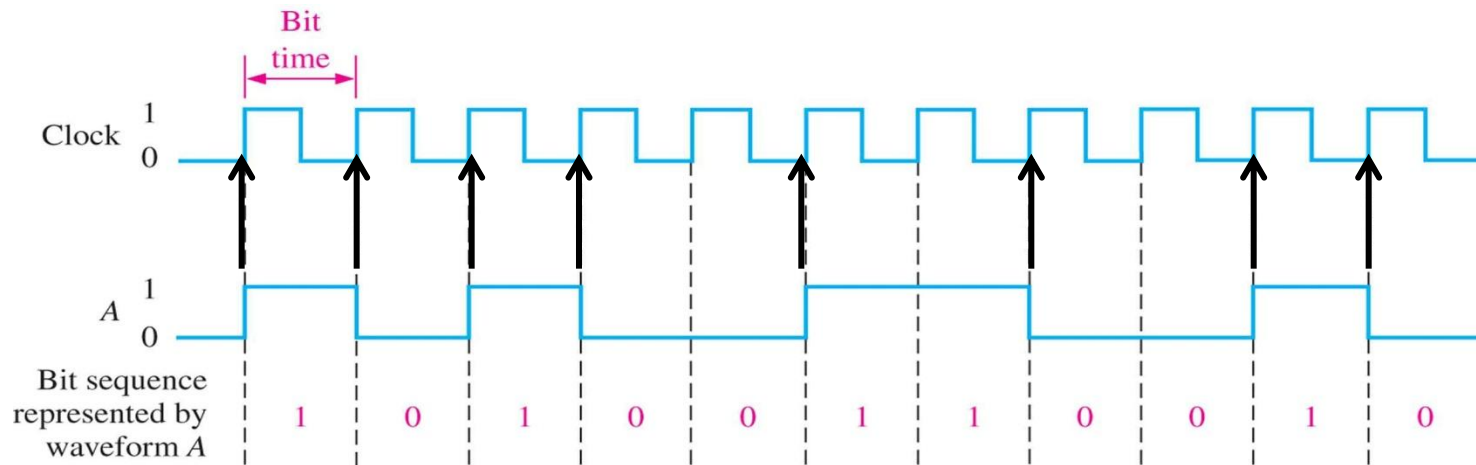 Bit
time
1
Clock
0
1
A
0
Bit sequence
represented by
waveform A
1 0 1 0 0 1 1 0 0 1 0